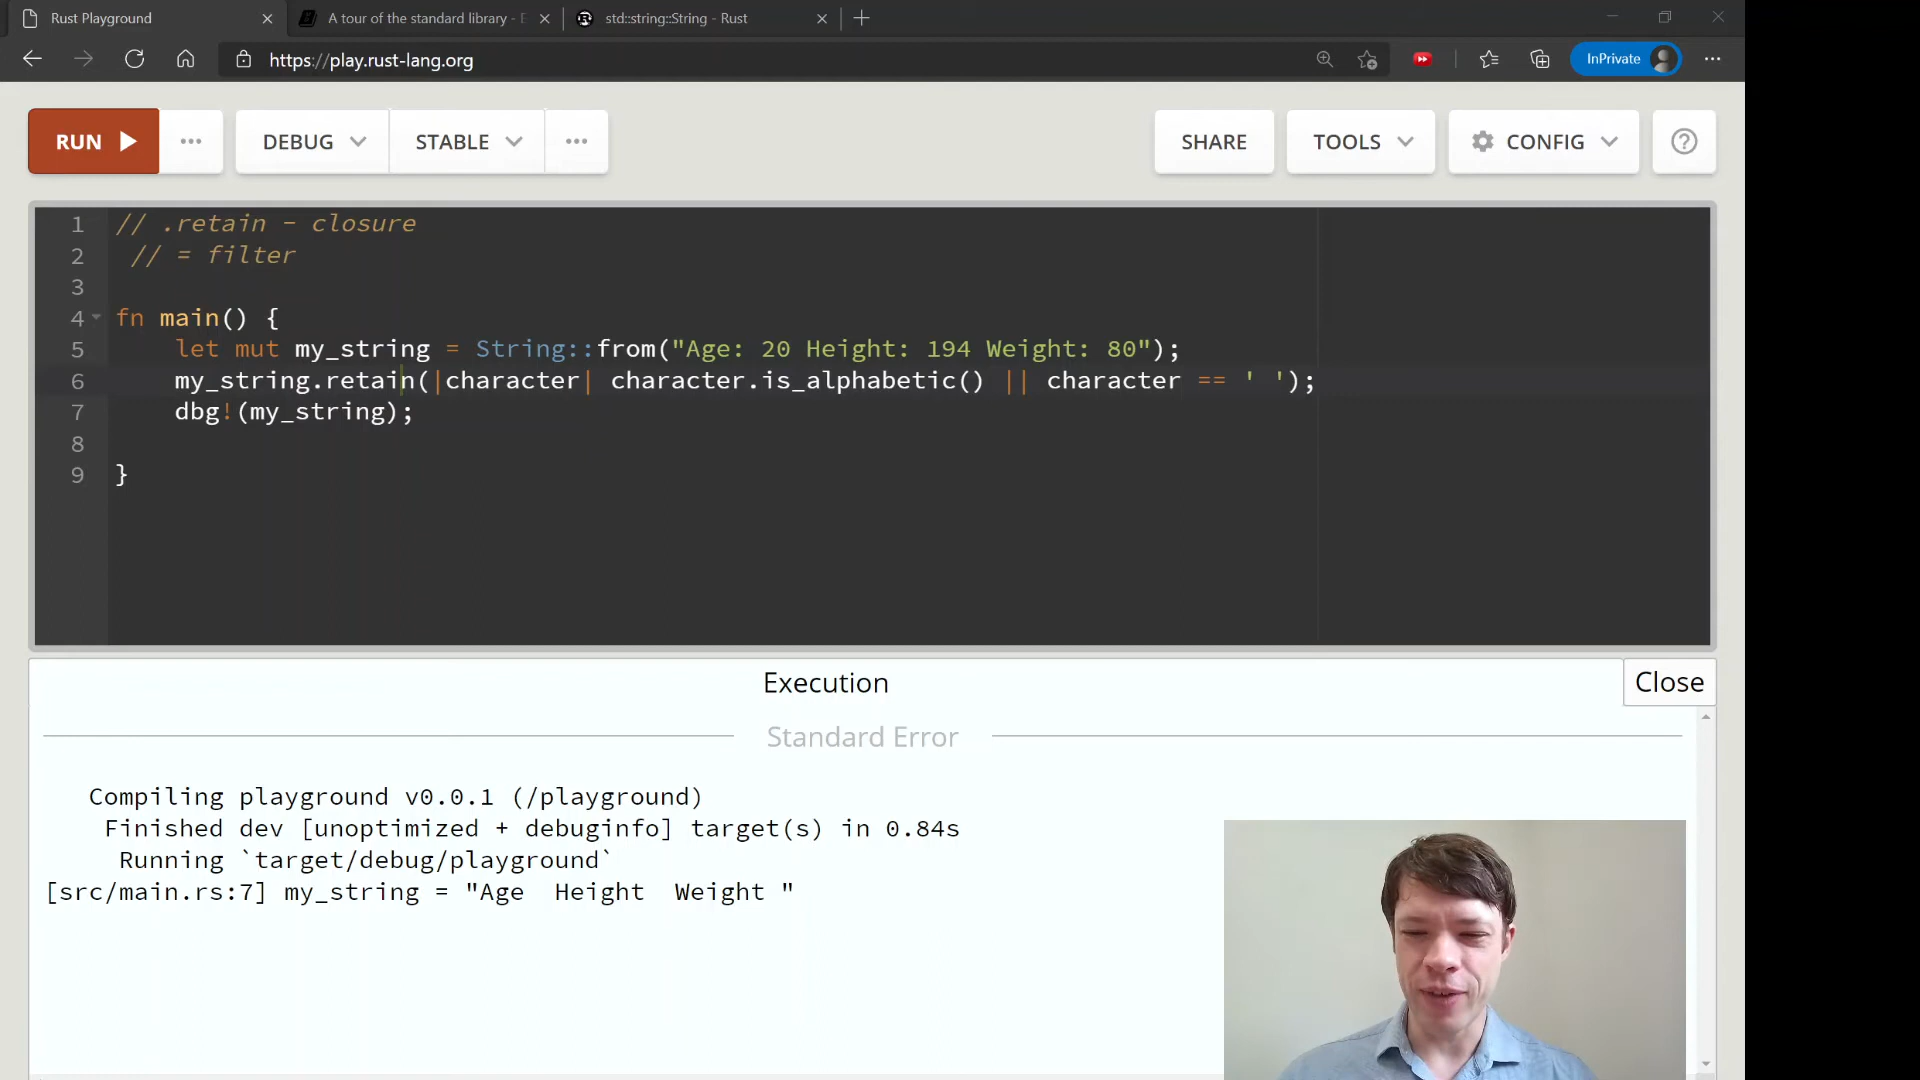 Rust Playground
A tour of the standard library - E
std::string::String - Rust
https://play.rust-lang.org
InPrivate
RUN
DEBUG
STABLE
SHARE
TOOLS
CONFIG
1 // .retain - closure
2 // = filter
3
4 fn main() {
5 let mut my_string = String::from("Age: 20 Height: 194 Weight: 80");
6 my_string.retain(|character| character.is_alphabetic() || character == ' ');
7 dbg!(my_string);
8
9 }
Execution
Close
Standard Error
Compiling playground v0.0.1 (/playground)
Finished dev [unoptimized + debuginfo] target(s) in 0.84s
Running `target/debug/playground`
[src/main.rs:7] my_string = "Age  Height  Weight "